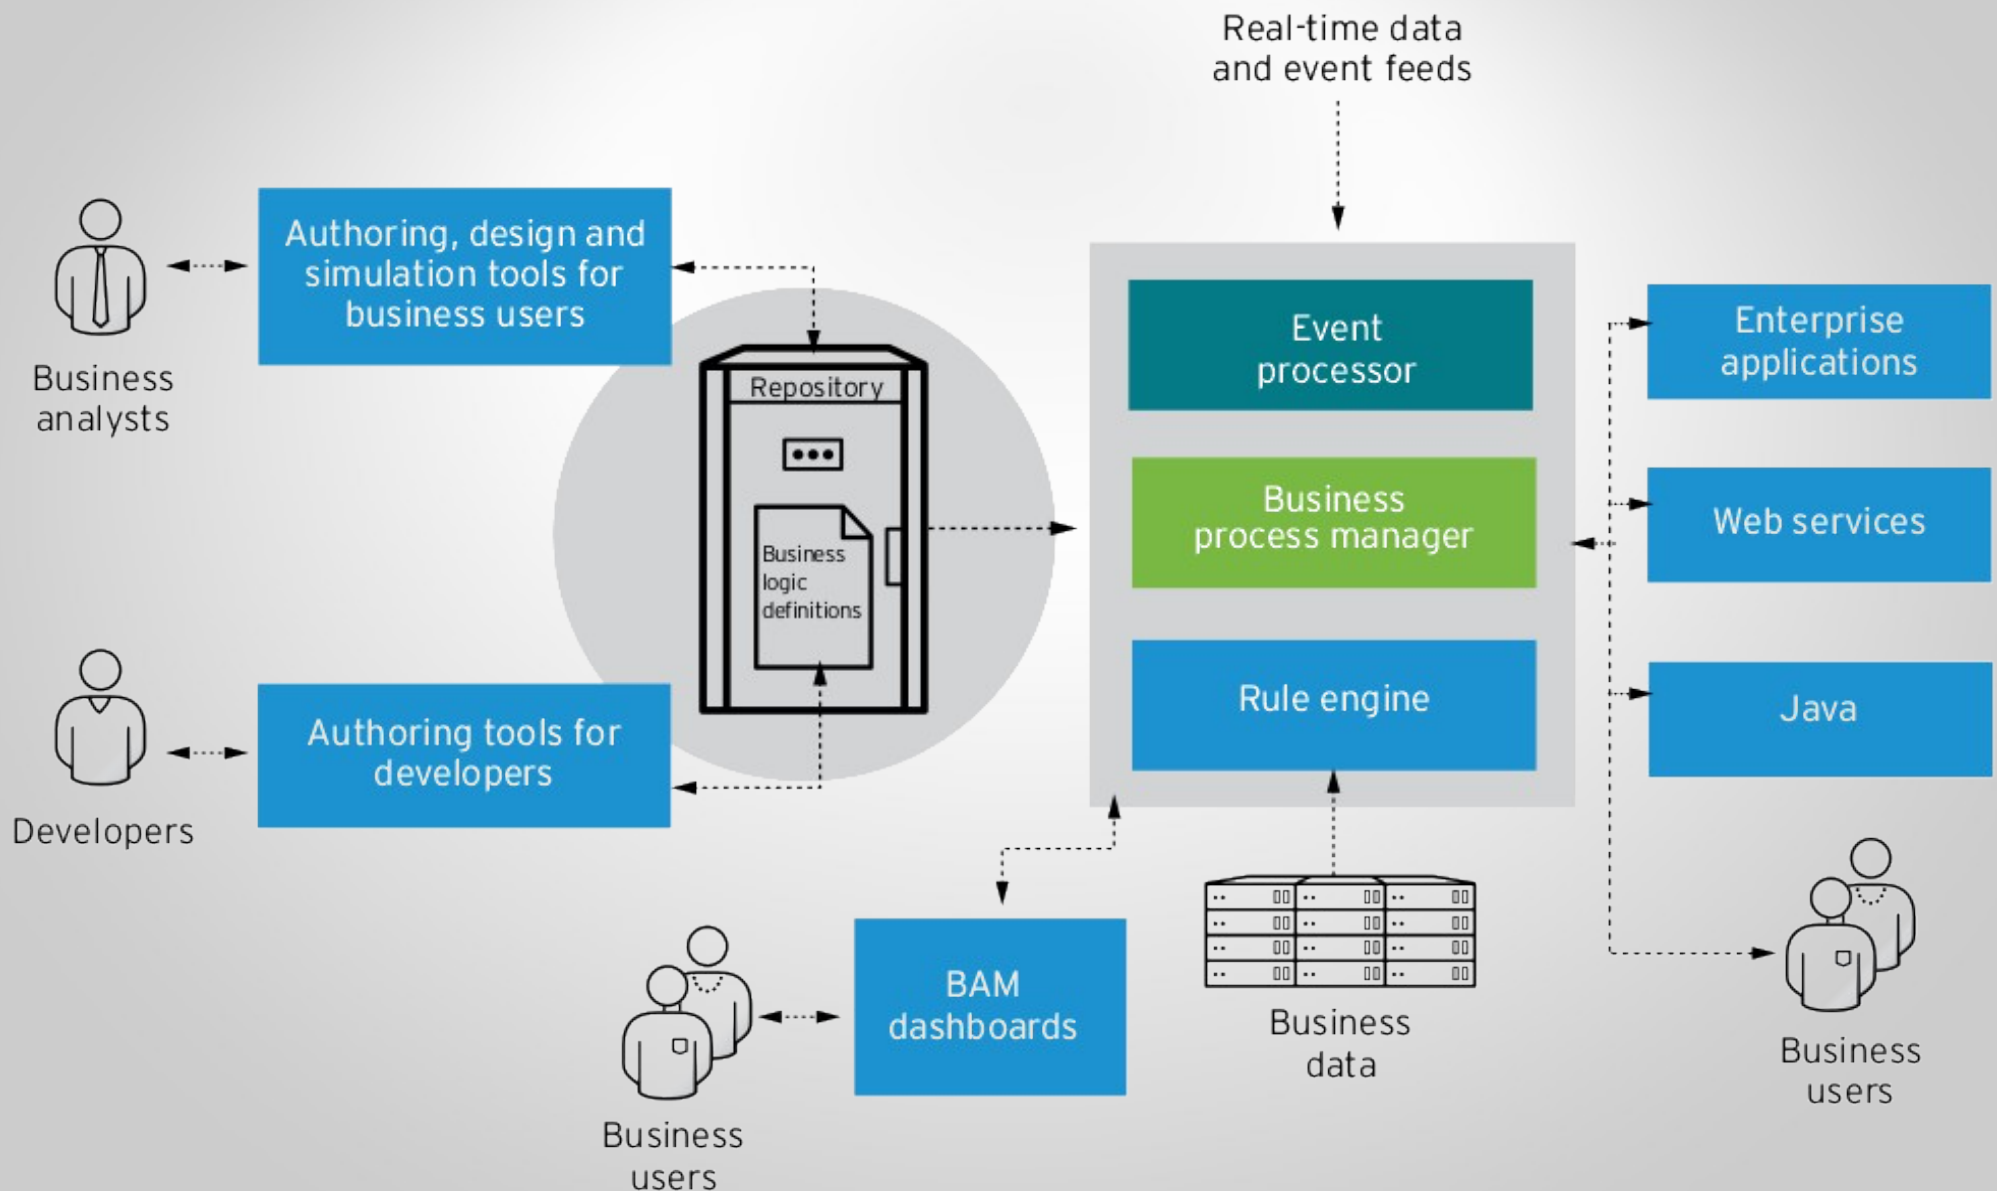 Real-time data
and event feeds
Authoring, design and
simulation tools for
business users
Business
analysts
Repository
Business
logic
definitions
Authoring tools for
developers
Developers
Event
processor
Business
process manager
Rule engine
Enterprise
applications
Web services
Java
BAM
dashboards
Business
users
Business
data
Business
users